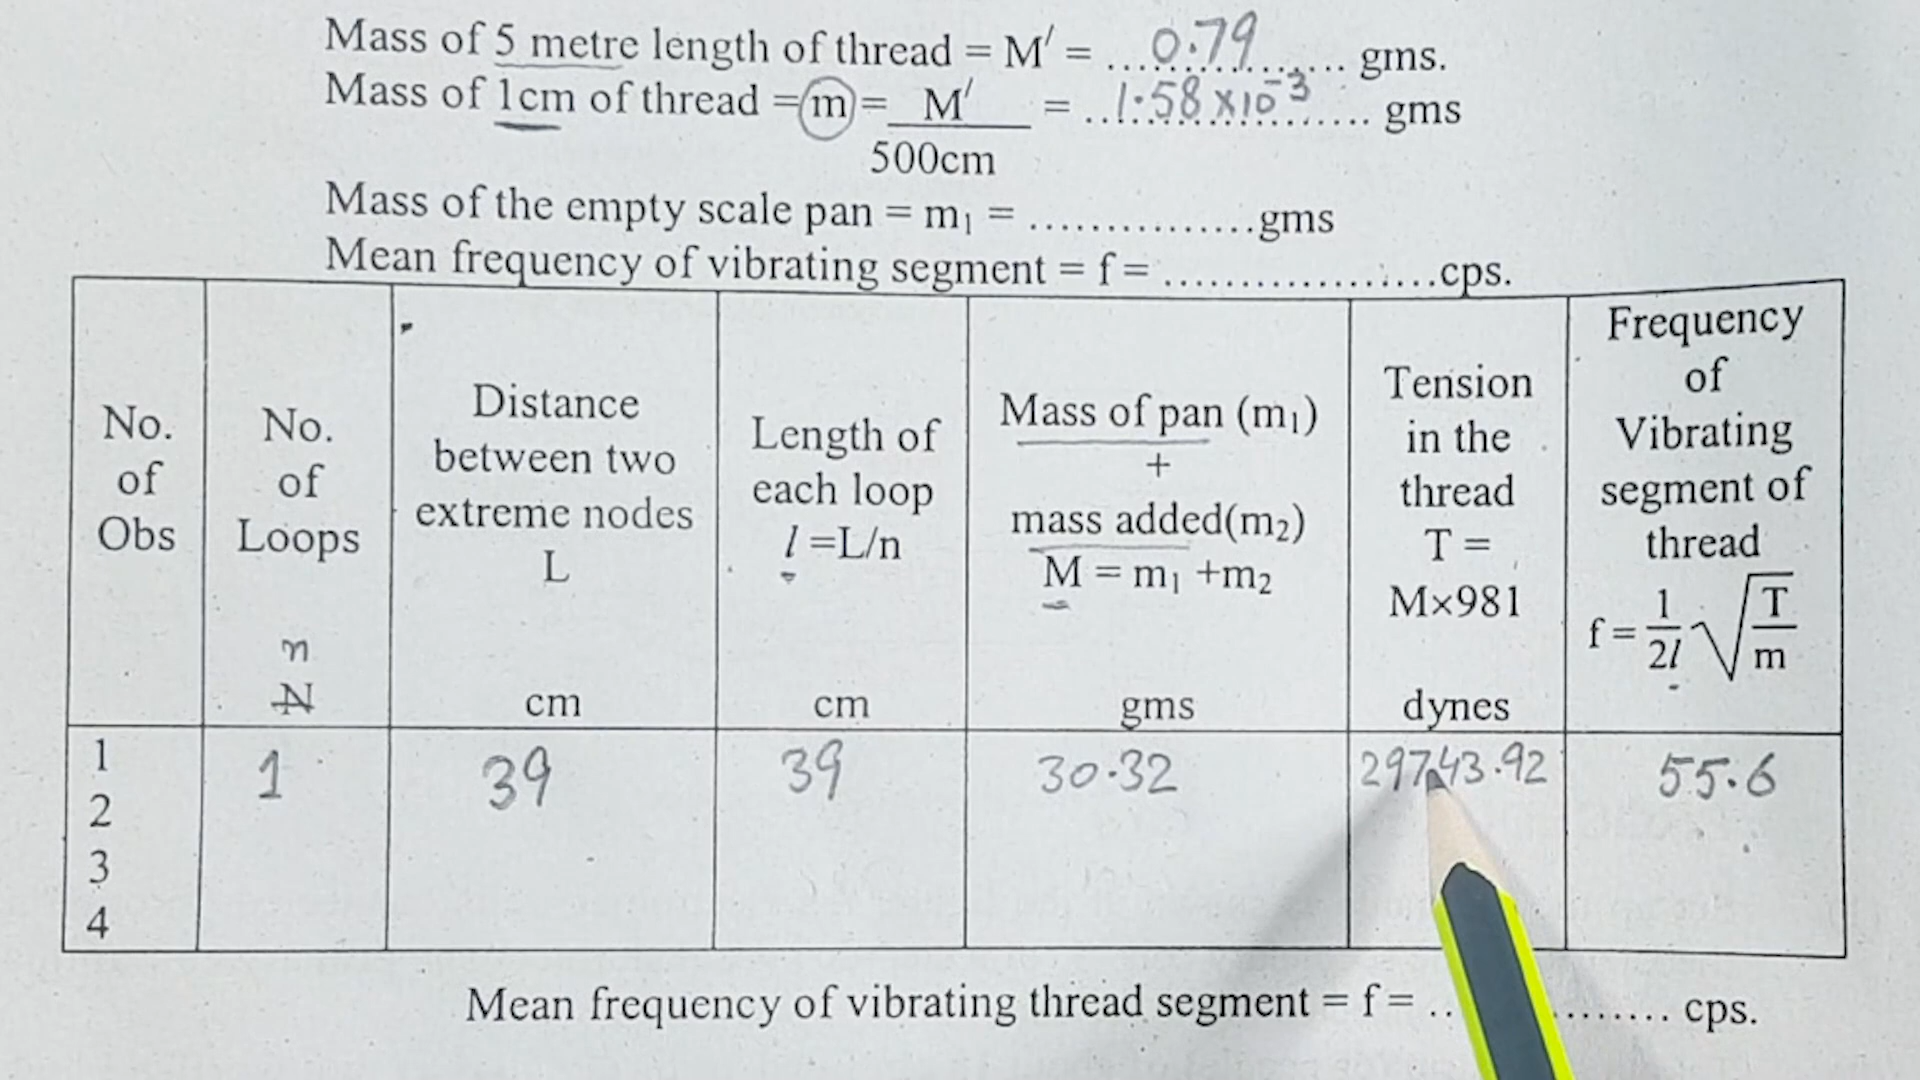 Mass of 5 metre length of thread = M′ = ...0.79............ gms.
Mass of 1cm of thread = m = M′ = ..1.58×10⁻³.............. gms
500cm
Mass of the empty scale pan = m₁ = ...............gms
Mean frequency of vibrating segment = f = ..................cps.
No.
of
Obs
No.
of
Loops
n
N
Distance
between two
extreme nodes
L
cm
Length of
each loop
l =L/n
cm
Mass of pan (m₁)
+
mass added(m₂)
M = m₁ +m₂
gms
Tension
in the
thread
T =
M×981
dynes
Frequency
of
Vibrating
segment of
thread
f = 1/2l √T/m
1 1 39 39 30.32 29743.92 55.6
2
3
4
Mean frequency of vibrating thread segment = f = ........... cps.